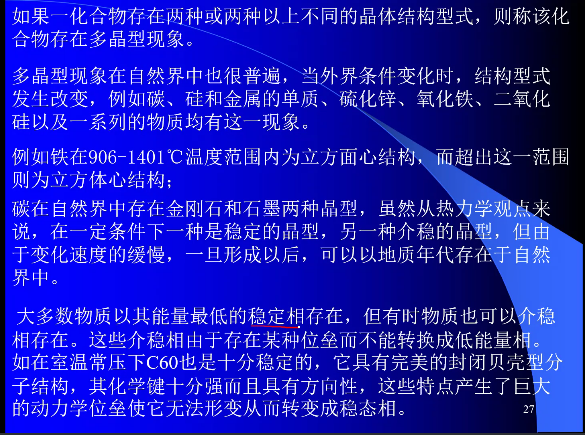 如果一化合物存在两种或两种以上不同的晶体结构型式，则称该化
合物存在多晶型现象。
多晶型现象在自然界中也很普遍，当外界条件变化时，结构型式
发生改变，例如碳、硅和金属的单质、硫化锌、氧化铁、二氧化
硅以及一系列的物质均有这一现象。
例如铁在906-1401℃温度范围内为立方面心结构，而超出这一范围
则为立方体心结构；
碳在自然界中存在金刚石和石墨两种晶型，虽然从热力学观点来
说，在一定条件下一种是稳定的晶型，另一种介稳的晶型，但由
于变化速度的缓慢，一旦形成以后，可以以地质年代存在于自然
界中。
大多数物质以其能量最低的稳定相存在，但有时物质也可以介稳
相存在。这些介稳相由于存在某种位垒而不能转换成低能量相。
如在室温常压下C60也是十分稳定的，它具有完美的封闭贝壳型分
子结构，其化学键十分强而且具有方向性，这些特点产生了巨大
的动力学位垒使它无法形变从而转变成稳态相。
27